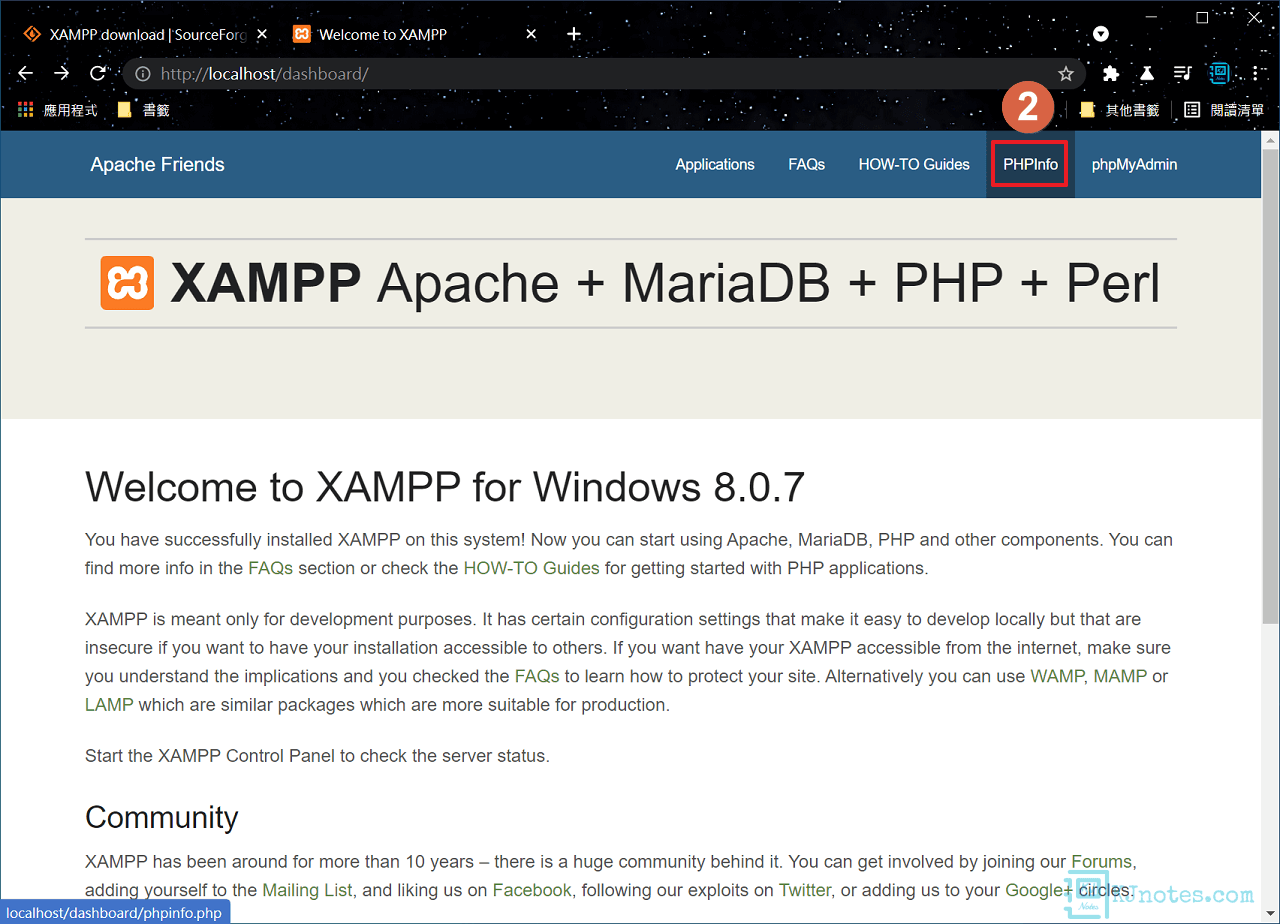 XAMPP download | SourceForg
Welcome to XAMPP
http://localhost/dashboard/
應用程式 書籤 其他書籤 閱讀清單
2
Apache Friends Applications FAQs HOW-TO Guides PHPInfo phpMyAdmin
XAMPP Apache + MariaDB + PHP + Perl
Welcome to XAMPP for Windows 8.0.7
You have successfully installed XAMPP on this system! Now you can start using Apache, MariaDB, PHP and other components. You can
find more info in the FAQs section or check the HOW-TO Guides for getting started with PHP applications.
XAMPP is meant only for development purposes. It has certain configuration settings that make it easy to develop locally but that are
insecure if you want to have your installation accessible to others. If you want have your XAMPP accessible from the internet, make sure
you understand the implications and you checked the FAQs to learn how to protect your site. Alternatively you can use WAMP, MAMP or
LAMP which are similar packages which are more suitable for production.
Start the XAMPP Control Panel to check the server status.
Community
XAMPP has been around for more than 10 years – there is a huge community behind it. You can get involved by joining our Forums,
adding yourself to the Mailing List, and liking us on Facebook, following our exploits on Twitter, or adding us to your Google+ circles.
localhost/dashboard/phpinfo.php
Notes
KJnotes.com